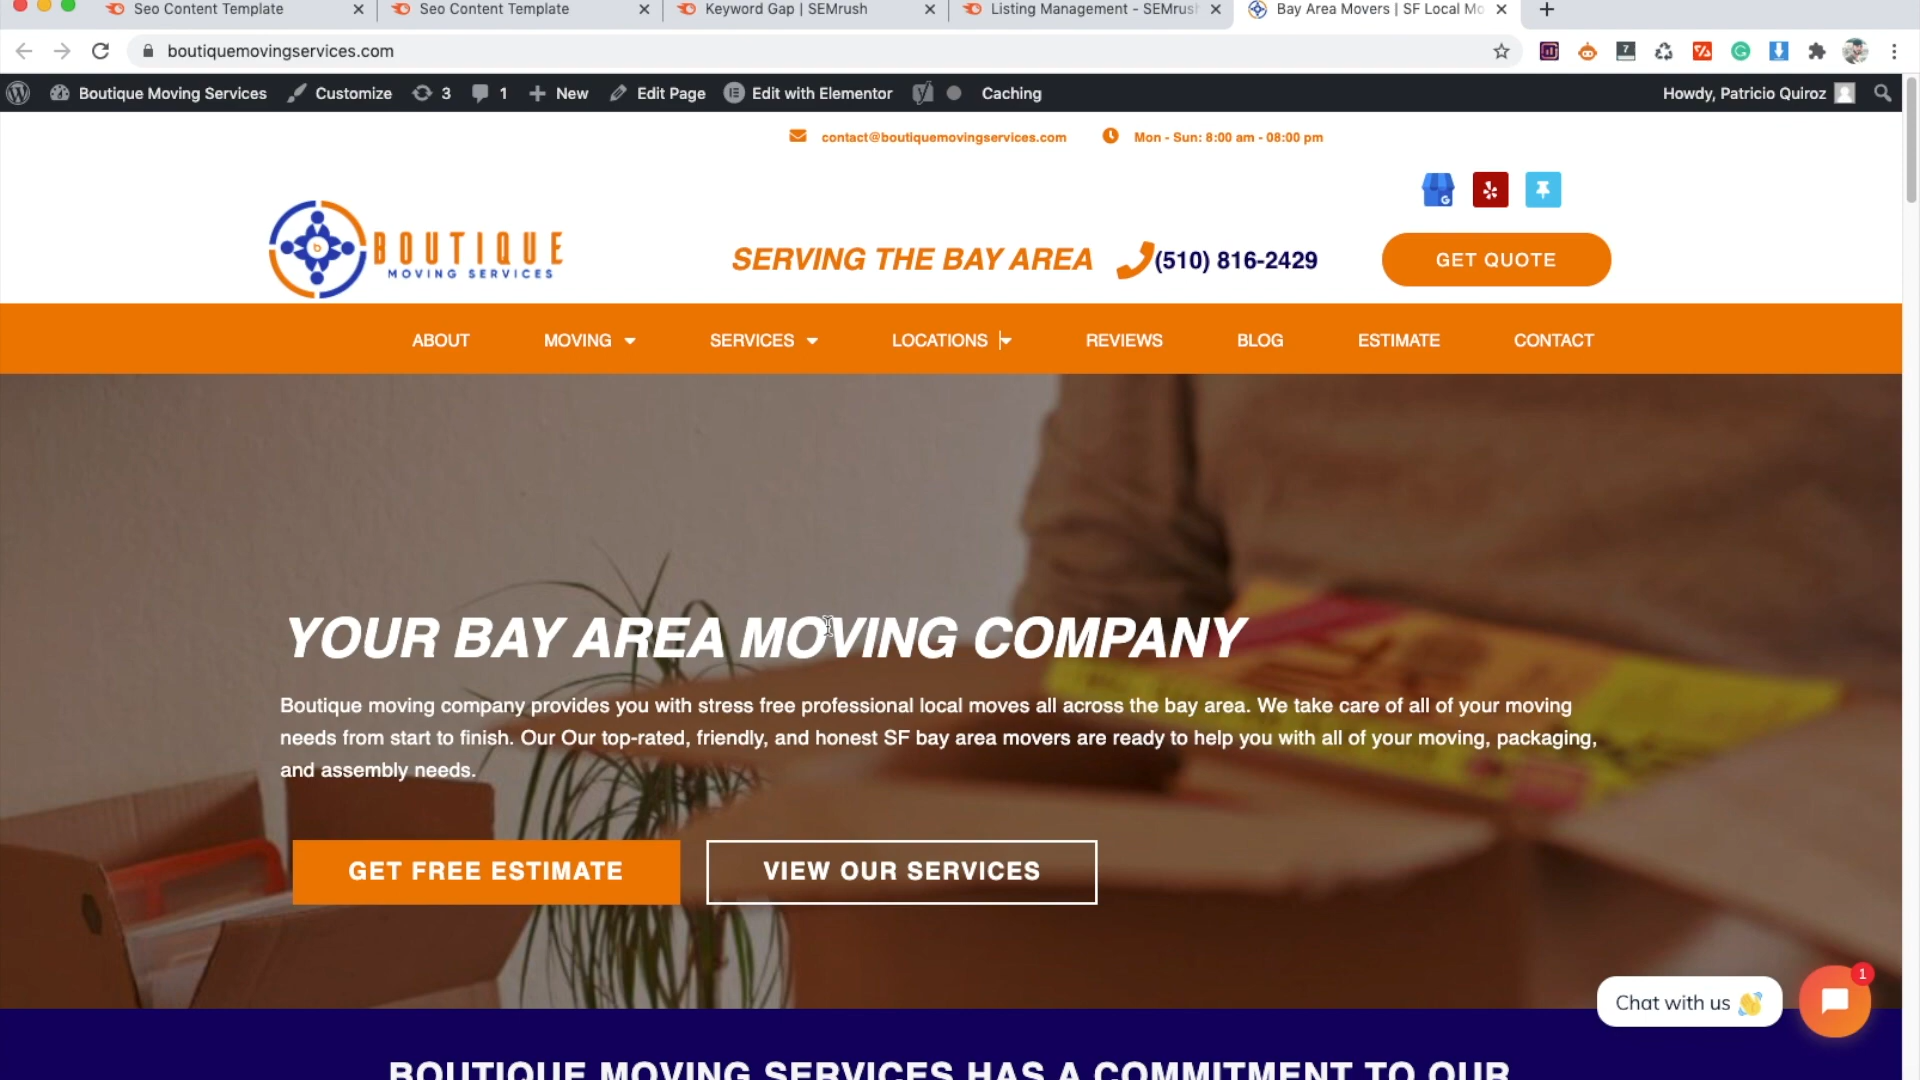 Seo Content Template
Seo Content Template
Keyword Gap | SEMrush
Listing Management - SEMrush
Bay Area Movers | SF Local Mo
boutiquemovingservices.com
7
Boutique Moving Services
Customize
3
1
New
Edit Page
Edit with Elementor
Caching
Howdy, Patricio Quiroz
contact@boutiquemovingservices.com
Mon - Sun: 8:00 am - 08:00 pm
BOUTIQUE
MOVING SERVICES
SERVING THE BAY AREA
(510) 816-2429
GET QUOTE
ABOUT
MOVING
SERVICES
LOCATIONS
REVIEWS
BLOG
ESTIMATE
CONTACT
YOUR BAY AREA MOVING COMPANY
Boutique moving company provides you with stress free professional local moves all across the bay area. We take care of all of your moving
needs from start to finish. Our Our top-rated, friendly, and honest SF bay area movers are ready to help you with all of your moving, packaging,
and assembly needs.
GET FREE ESTIMATE
VIEW OUR SERVICES
Chat with us
1
BOUTIQUE MOVING SERVICES HAS A COMMITMENT TO OUR